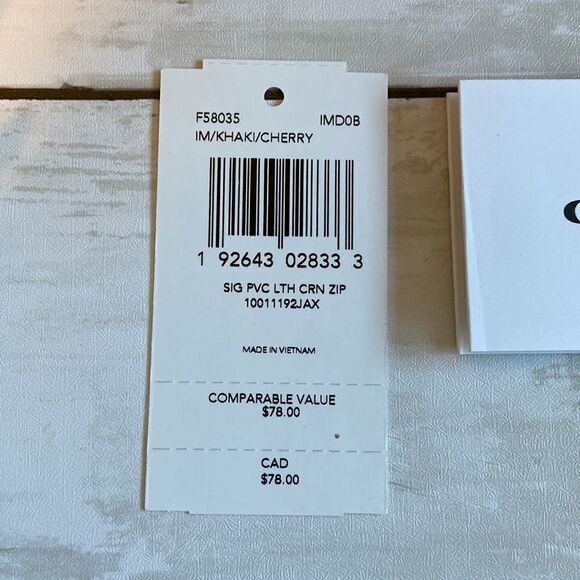 F58035 IMD0B
IM/KHAKI/CHERRY
1 92643 02833 3
SIG PVC LTH CRN ZIP
10011192JAX
MADE IN VIETNAM
COMPARABLE VALUE
$78.00
CAD
$78.00